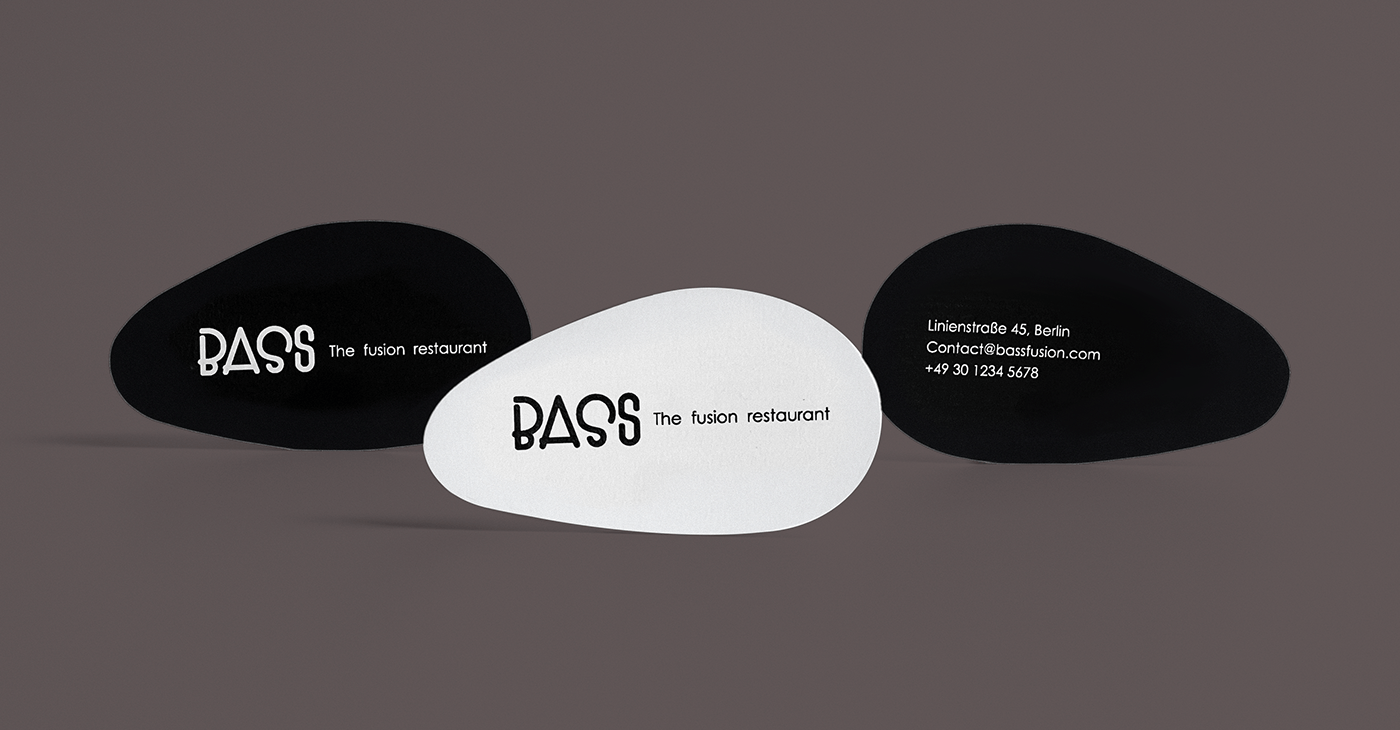 BASS The fusion restaurant
BASS The fusion restaurant
Linienstraße 45, Berlin
Contact@bassfusion.com
+49 30 1234 5678